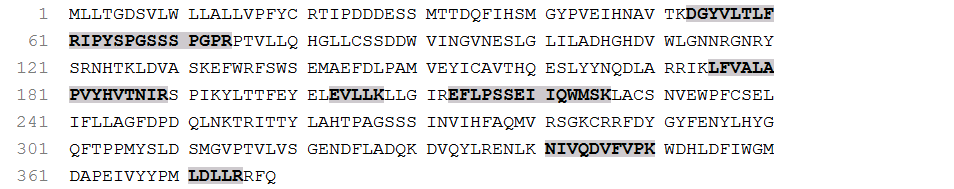 1 MLLTGDSVLW LLALLVPFYC RTIPDDDESS MTTDQFIHSM GYPVEIHNAV TKDGYVLTLF
61 RIPYSPGSSS PGPRPTVLLQ HGLLCSSDDW VINGVNESLG LILADHGHDV WLGNNRGNRY
121 SRNHTKLDVA SKEFWRFSWS EMAEFDLPAM VEYICAVTHQ ESLYYNQDLA RRIKLFVALA
181 PVYHVTNIRS PIKYLTTFEY ELEVLLKLLG IREFLPSSEI IQWMSKLACS NVEWPFCSEL
241 IFLLAGFDPD QLNKTRITTY LAHTPAGSSS INVIHFAQMV RSGKCRRFDY GYFENYLHYG
301 QFTPPMYSLD SMGVPTVLVS GENDFLADQK DVQYLRENLK NIVQDVFVPK WDHLDFIWGM
361 DAPEIVYYPM LDLLRRFQ